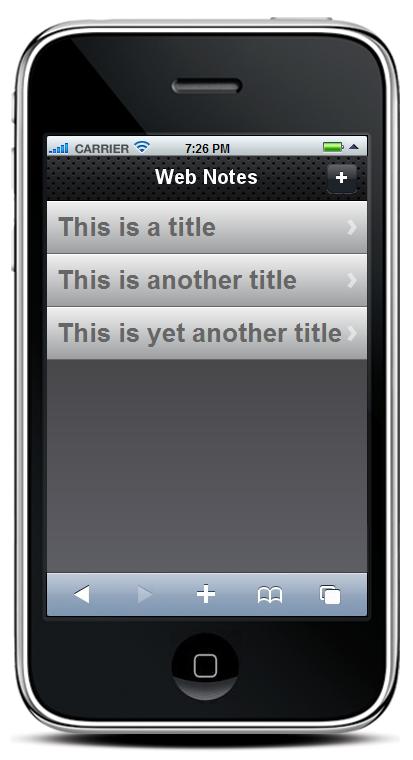 CARRIER 7:26 PM
Web Notes +
This is a title
This is another title
This is yet another title